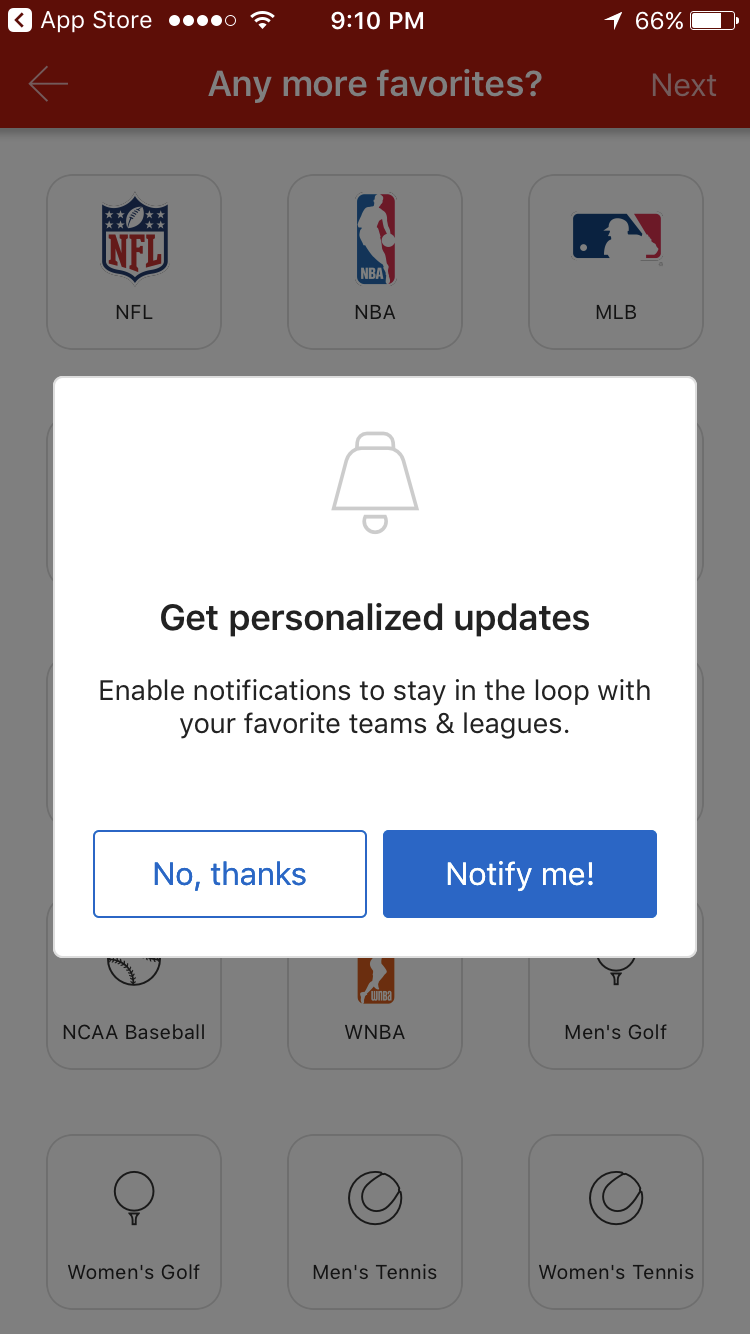 App Store 9:10 PM 66%
Any more favorites? Next
NFL
NBA
NFL NBA MLB
Get personalized updates
Enable notifications to stay in the loop with
your favorite teams & leagues.
No, thanks Notify me!
WNBA
NCAA Baseball WNBA Men's Golf
Women's Golf Men's Tennis Women's Tennis